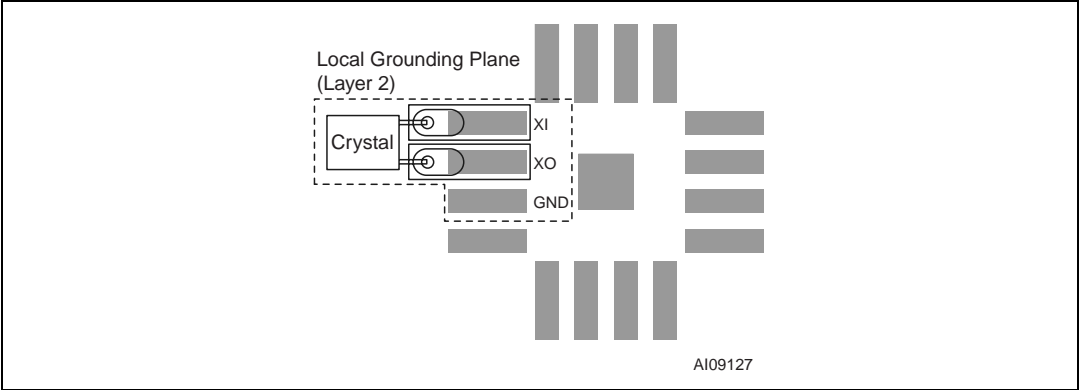 Local Grounding Plane
(Layer 2)
XI
Crystal
XO
GND
AI09127